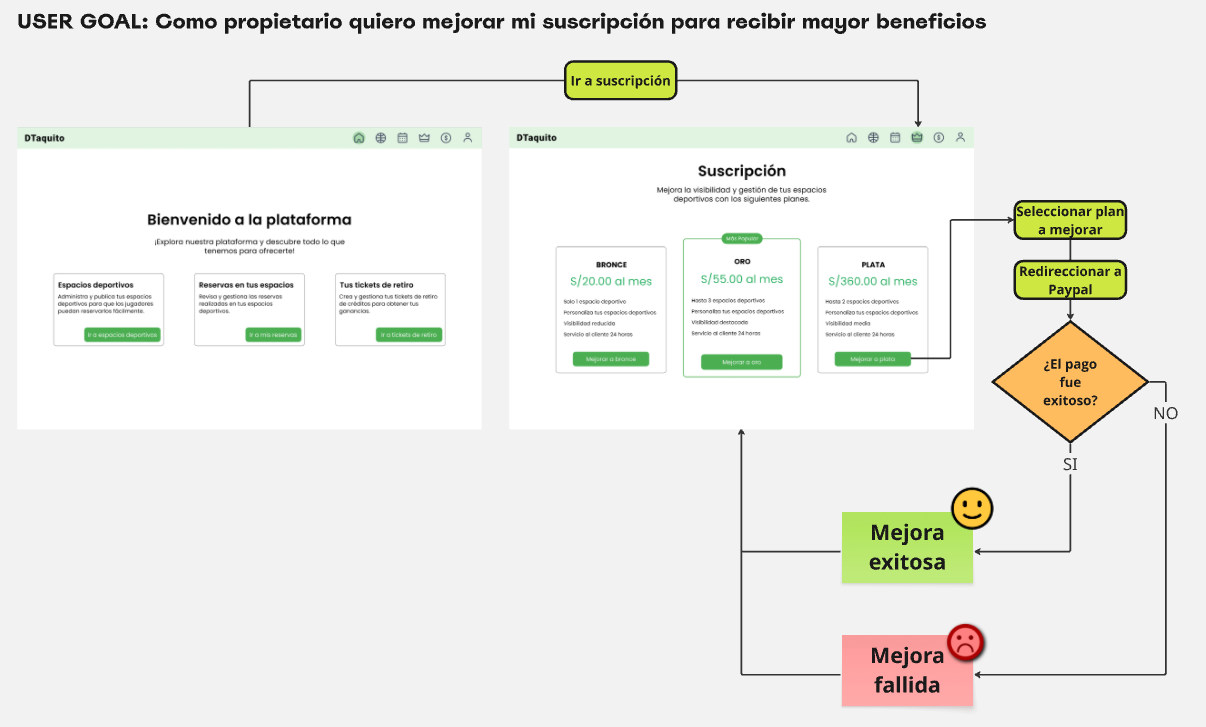 USER GOAL: Como propietario quiero mejorar mi suscripción para recibir mayor beneficios
Ir a suscripción
DTaquito
Bienvenido a la plataforma
¡Explora nuestra plataforma y descubre todo lo que
tenemos para ofrecerte!
Espacios deportivos
Administra y publica tus espacios
deportivos para que los jugadores
puedan reservarlos fácilmente.
Ir a espacios deportivos
Reservas en tus espacios
Revisa y gestiona las reservas
realizadas en tus espacios
deportivos.
Ir a mis reservas
Tus tickets de retiro
Crea y gestiona tus tickets de retiro
de créditos para obtener tus
ganancias.
Ir a tickets de retiro
DTaquito
Suscripción
Mejora la visibilidad y gestión de tus espacios
deportivos con los siguientes planes.
BRONCE
S/20.00 al mes
Solo 1 espacio deportivo
Personaliza tus espacios deportivos
Visibilidad reducida
Servicio al cliente 24 horas
Mejorar a bronce
Más Popular
ORO
S/55.00 al mes
Hasta 3 espacios deportivos
Personaliza tus espacios deportivos
Visibilidad destacada
Servicio al cliente 24 horas
Mejorar a oro
PLATA
S/360.00 al mes
Hasta 2 espacios deportivos
Personaliza tus espacios deportivos
Visibilidad media
Servicio al cliente 24 horas
Mejorar a plata
Seleccionar plan
a mejorar
Redireccionar a
Paypal
¿El pago
fue
exitoso?
NO
SI
Mejora
exitosa
Mejora
fallida